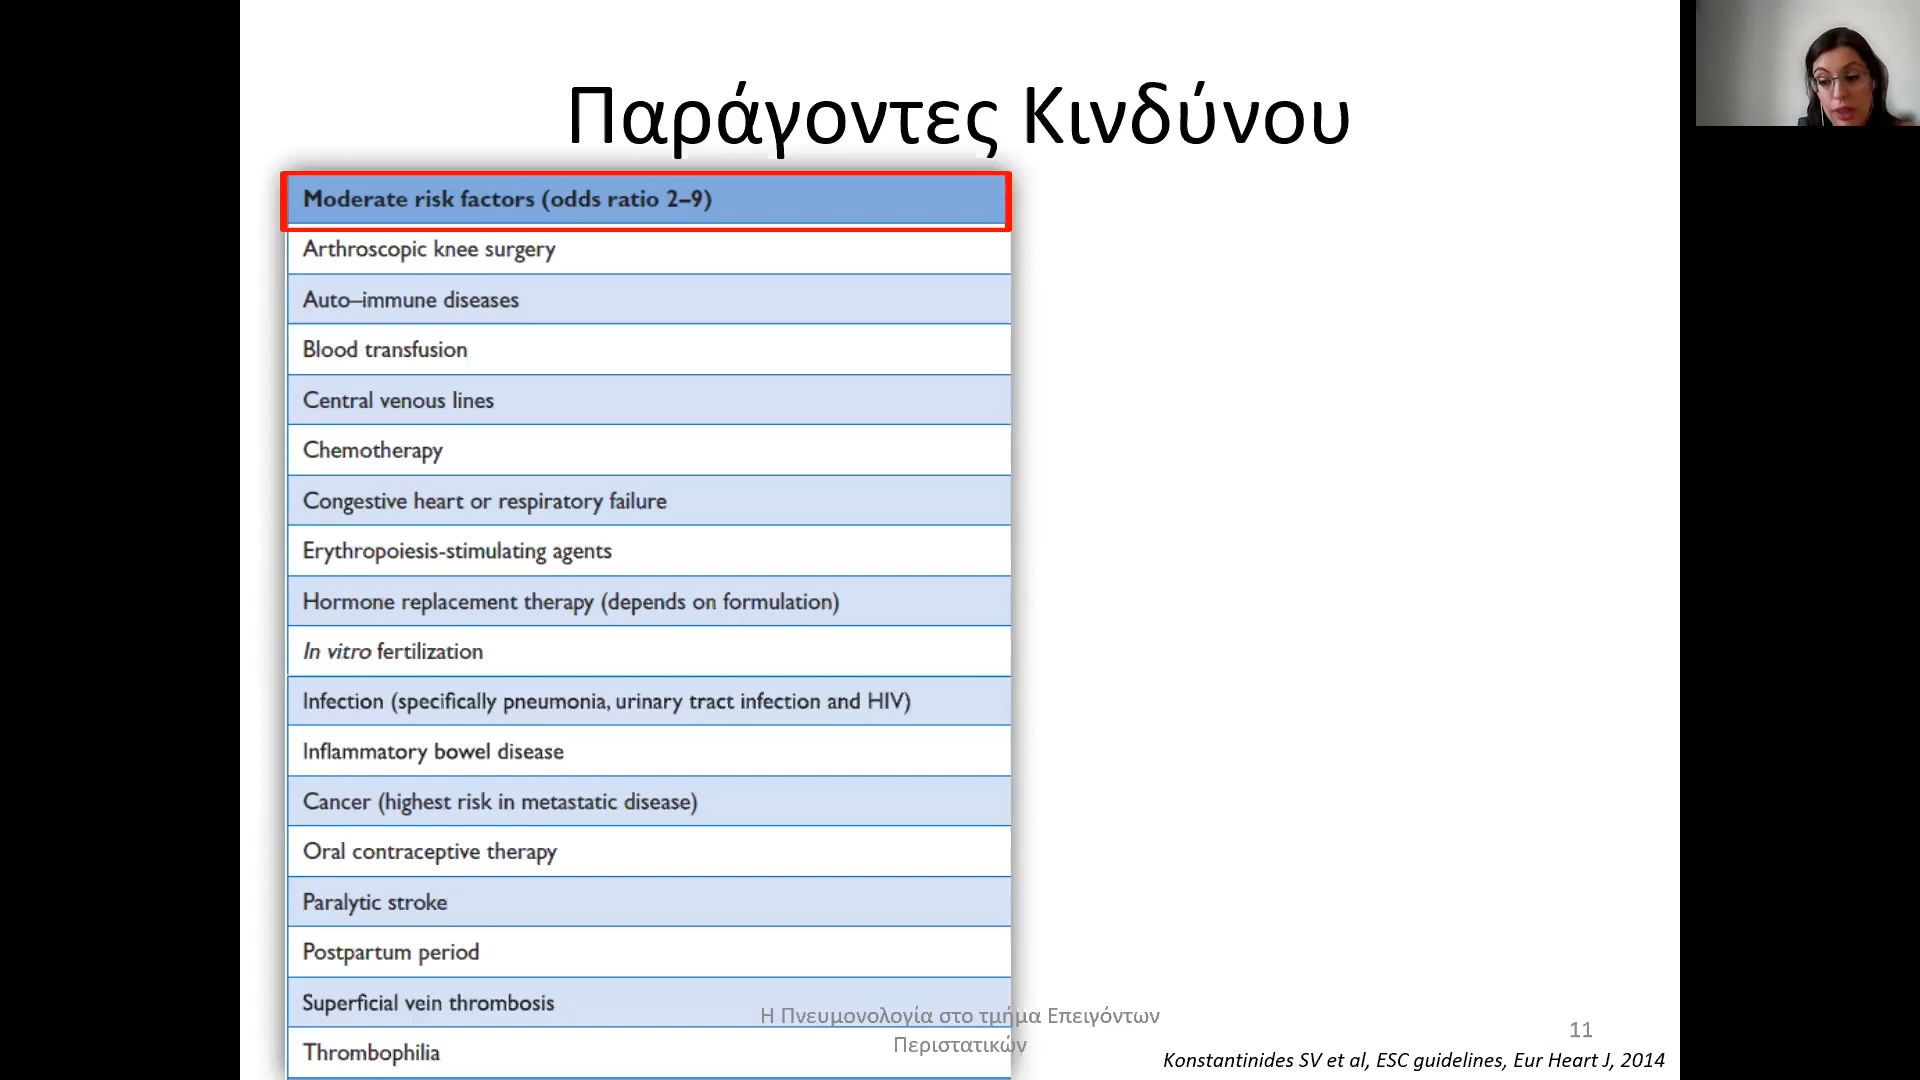 Παράγοντες Κινδύνου
Moderate risk factors (odds ratio 2–9)
Arthroscopic knee surgery
Auto–immune diseases
Blood transfusion
Central venous lines
Chemotherapy
Congestive heart or respiratory failure
Erythropoiesis-stimulating agents
Hormone replacement therapy (depends on formulation)
In vitro fertilization
Infection (specifically pneumonia, urinary tract infection and HIV)
Inflammatory bowel disease
Cancer (highest risk in metastatic disease)
Oral contraceptive therapy
Paralytic stroke
Postpartum period
Superficial vein thrombosis
Thrombophilia
Η Πνευμονολογία στο τμήμα Επειγόντων
Περιστατικών
11
Konstantinides SV et al, ESC guidelines, Eur Heart J, 2014